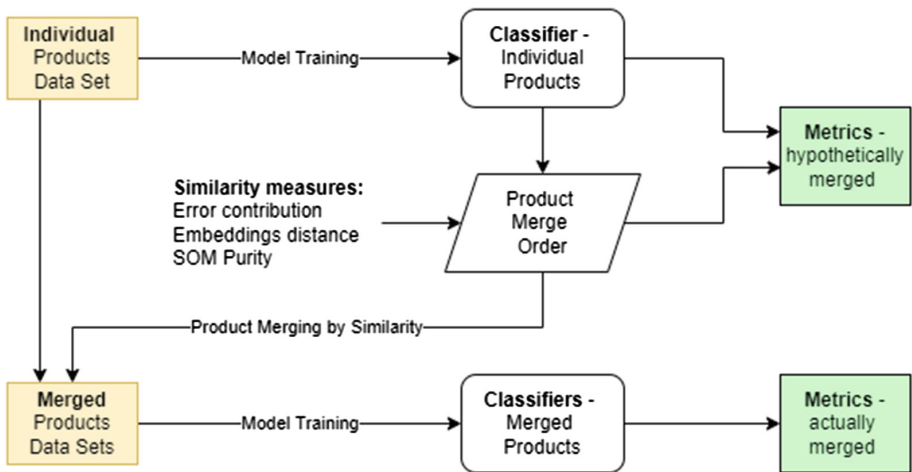 Individual
Products
Data Set
Model Training
Classifier -
Individual
Products
Metrics -
hypothetically
merged
Similarity measures:
Error contribution
Embeddings distance
SOM Purity
Product
Merge
Order
Product Merging by Similarity
Merged
Products
Data Sets
Model Training
Classifiers -
Merged
Products
Metrics -
actually
merged